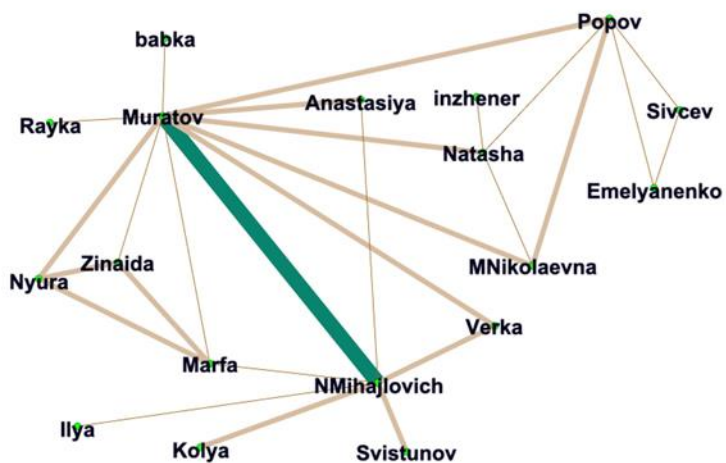 Popov
babka
Anastasiya
inzhener
Sivcev
Rayka
Muratov
Natasha
Emelyanenko
Zinaida
MNikolaevna
Nyura
Verka
Marfa
NMihajlovich
Ilya
Kolya
Svistunov